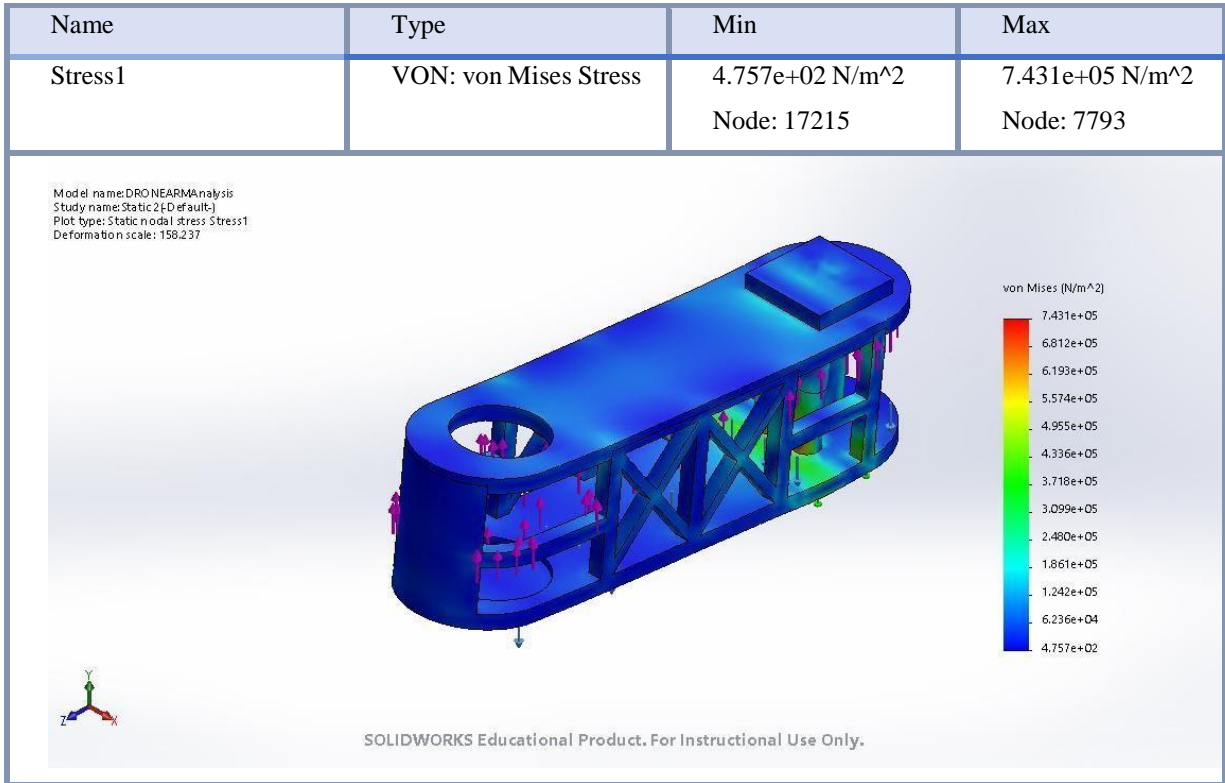 Name Type Min Max
Stress1 VON: von Mises Stress 4.757e+02 N/m^2 7.431e+05 N/m^2
Node: 17215 Node: 7793
Model name:DRONEARMAnalysis
Study name:Static 2(-Default-)
Plot type: Static nodal stress Stress1
Deformation scale: 158.237
von Mises (N/m^2)
7.431e+05
6.812e+05
6.193e+05
5.574e+05
4.955e+05
4.336e+05
3.718e+05
3.099e+05
2.480e+05
1.861e+05
1.242e+05
6.236e+04
4.757e+02
Y
Z X
SOLIDWORKS Educational Product. For Instructional Use Only.